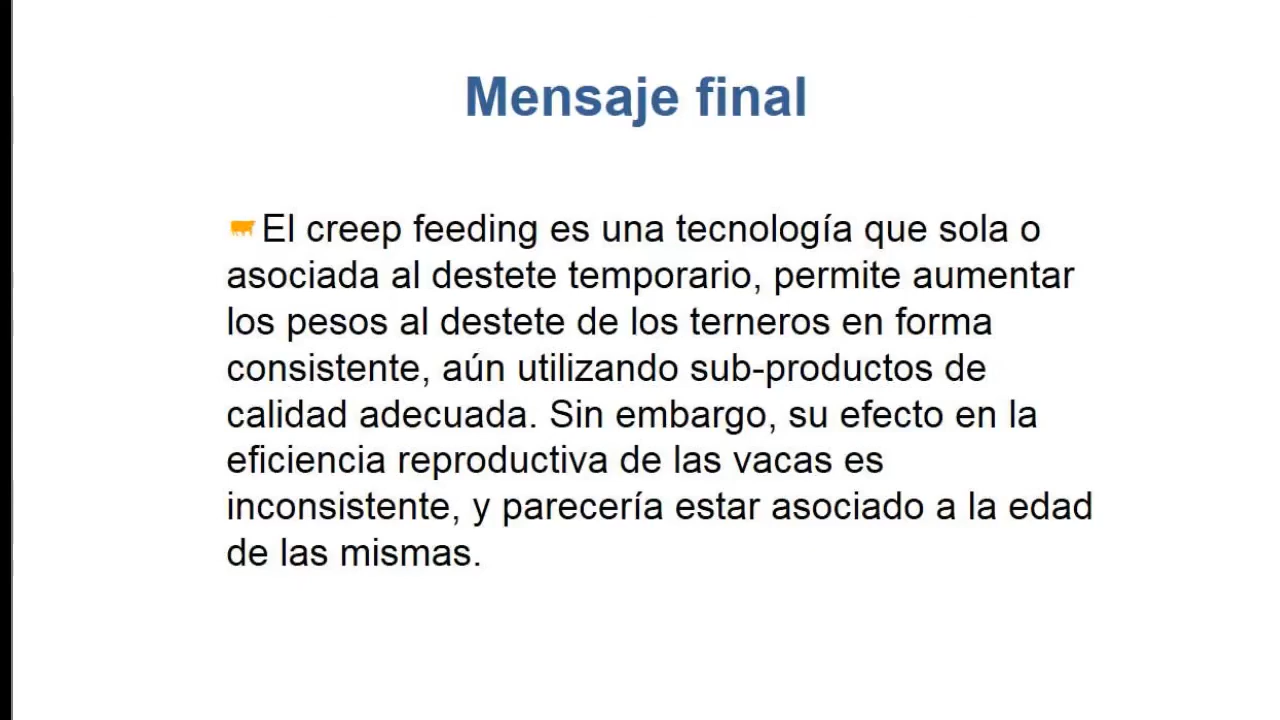 Mensaje final
El creep feeding es una tecnología que sola o
asociada al destete temporario, permite aumentar
los pesos al destete de los terneros en forma
consistente, aún utilizando sub-productos de
calidad adecuada. Sin embargo, su efecto en la
eficiencia reproductiva de las vacas es
inconsistente, y parecería estar asociado a la edad
de las mismas.